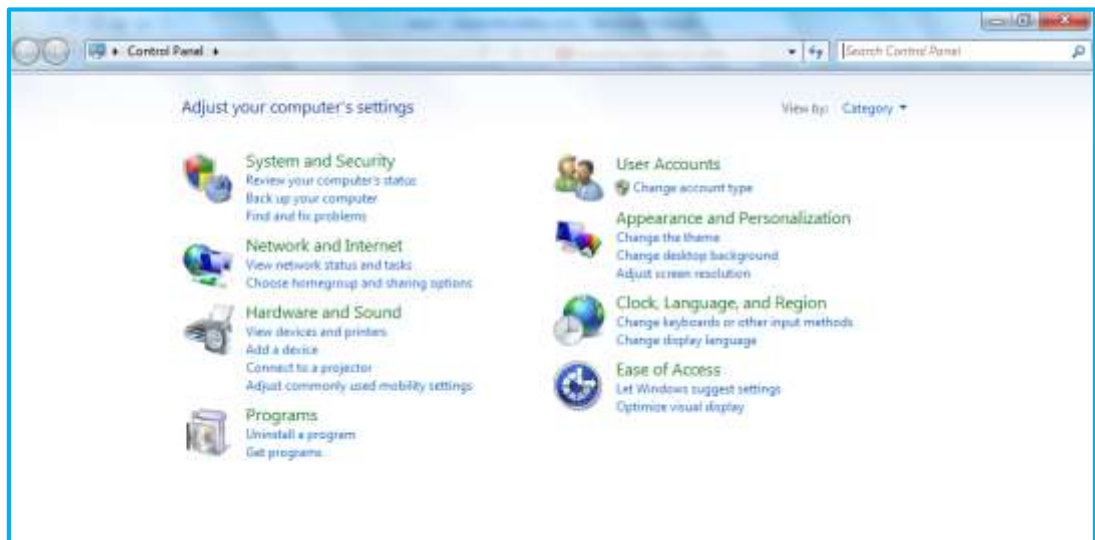 Control Panel
Search Control Panel
Adjust your computer's settings
View by: Category
System and Security
Review your computer's status
Back up your computer
Find and fix problems
Network and Internet
View network status and tasks
Choose homegroup and sharing options
Hardware and Sound
View devices and printers
Add a device
Connect to a projector
Adjust commonly used mobility settings
Programs
Uninstall a program
Get programs
User Accounts
Change account type
Appearance and Personalization
Change the theme
Change desktop background
Adjust screen resolution
Clock, Language, and Region
Change keyboards or other input methods
Change display language
Ease of Access
Let Windows suggest settings
Optimize visual display